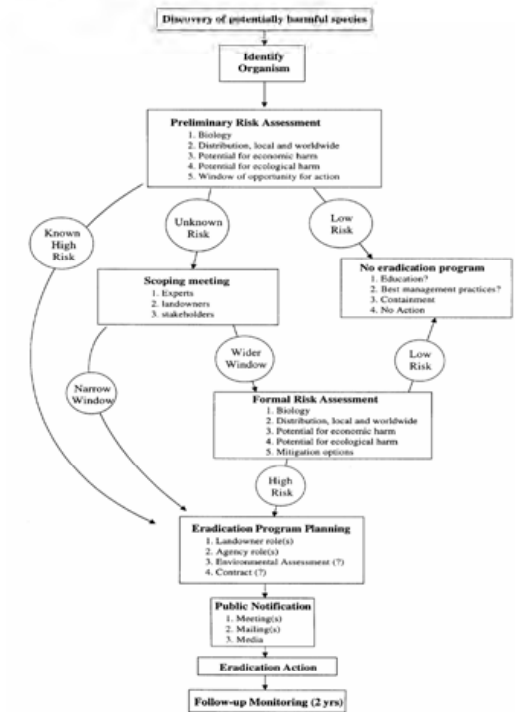 Discovery of potentially harmful species
Identify
Organism
Preliminary Risk Assessment
1. Biology
2. Distribution, local and worldwide
3. Potential for economic harm
4. Potential for ecological harm
5. Window of opportunity for action
Known
High
Risk
Unknown
Risk
Low
Risk
Scoping meeting
1. Experts
2. landowners
3. stakeholders
No eradication program
1. Education?
2. Best management practices?
3. Containment
4. No Action
Narrow
Window
Wider
Window
Low
Risk
Formal Risk Assessment
1. Biology
2. Distribution, local and worldwide
3. Potential for economic harm
4. Potential for ecological harm
5. Mitigation options
High
Risk
Eradication Program Planning
1. Landowner role(s)
2. Agency role(s)
3. Environmental Assessment (?)
4. Contract (?)
Public Notification
1. Meeting(s)
2. Mailing(s)
3. Media
Eradication Action
Follow-up Monitoring (2 yrs)